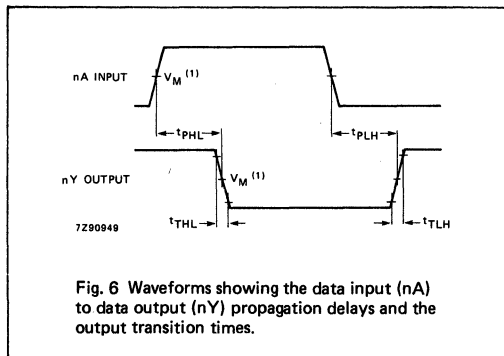 nA INPUT
VM (1)
tPHL
tPLH
nY OUTPUT
VM (1)
7Z90949
tTHL
tTLH
Fig. 6 Waveforms showing the data input (nA)
to data output (nY) propagation delays and the
output transition times.